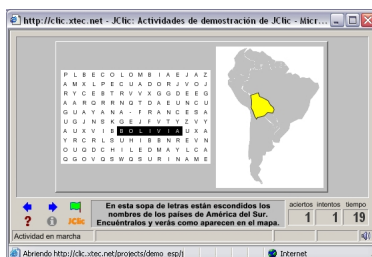 http://clic.xtec.net - JClic: Actividades de demostración de JClic - Micr...
P L B E C O L O M B I A E J A Z
A M X L P E C U A D O R J V O J
R Y C E B T R V V X G G D E E G
A A R Q R R N Q T D A E U N C U
G U A Y A N A - F R A N C E S A
U G J N S K G E J F V T Y Z V Y
A U X V I B B O L I V I A U X A
Y R C R L S U H I B B N R E V N
O U Q D C H I L E D M A Y L C A
Q G O V Q S W Q S U R I N A M E
En esta sopa de letras están escondidos los
nombres de los países de América del Sur.
Encuéntralos y verás como aparecen en el mapa.
JClic
aciertos intentos tiempo
1 1 19
Actividad en marcha
Abriendo http://clic.xtec.net/projects/demo_esp/j
Internet